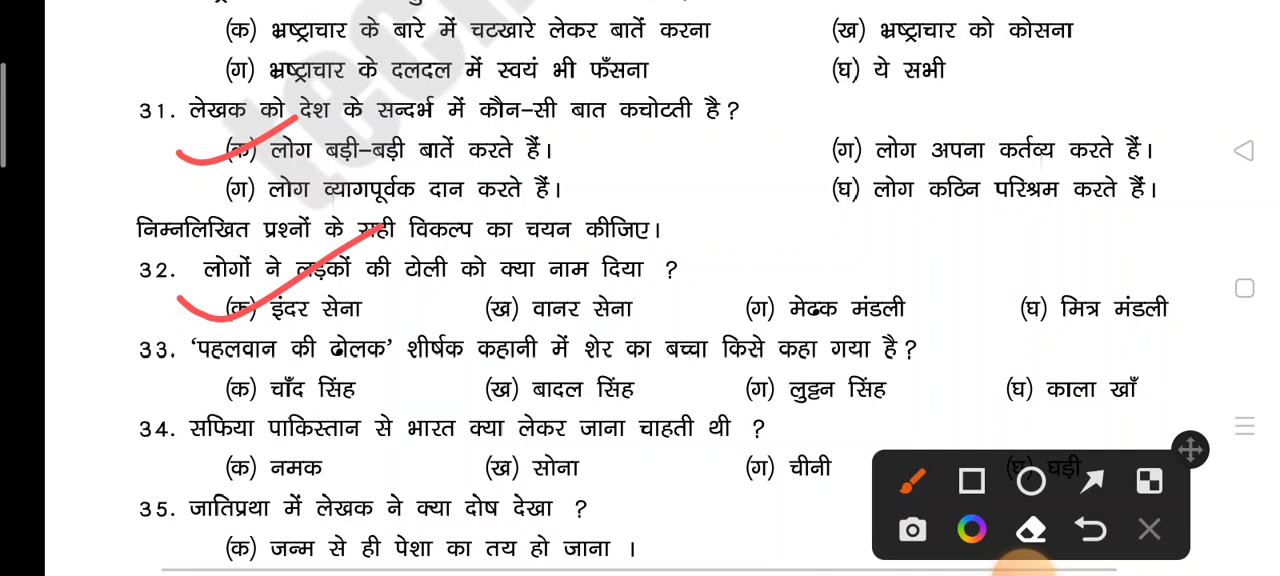 (क) भ्रष्ट्राचार के बारे में चटखारे लेकर बातें करना (ख) भ्रष्ट्राचार को कोसना
(ग) भ्रष्ट्राचार के दलदल में स्वयं भी फँसना (घ) ये सभी
31. लेखक को देश के सन्दर्भ में कौन-सी बात कचोटती है ?
(क) लोग बड़ी-बड़ी बातें करते हैं। (ग) लोग अपना कर्तव्य करते हैं।
(ग) लोग व्यागपूर्वक दान करते हैं। (घ) लोग कठिन परिश्रम करते हैं।
निम्नलिखित प्रश्नों के सही विकल्प का चयन कीजिए।
32. लोगों ने लड़कों की टोली को क्या नाम दिया ?
(क) इंदर सेना (ख) वानर सेना (ग) मेढक मंडली (घ) मित्र मंडली
33. ‘पहलवान की ढोलक’ शीर्षक कहानी में शेर का बच्चा किसे कहा गया है ?
(क) चाँद सिंह (ख) बादल सिंह (ग) लुट्टन सिंह (घ) काला खाँ
34. सफिया पाकिस्तान से भारत क्या लेकर जाना चाहती थी ?
(क) नमक (ख) सोना (ग) चीनी (घ) घड़ी
35. जातिप्रथा में लेखक ने क्या दोष देखा ?
(क) जन्म से ही पेशा का तय हो जाना ।